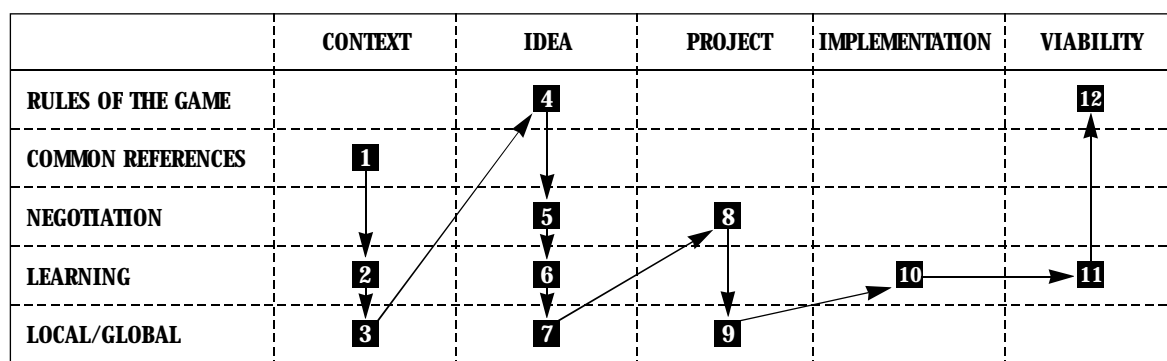 CONTEXT IDEA PROJECT IMPLEMENTATION VIABILITY
RULES OF THE GAME 4 12
COMMON REFERENCES 1
NEGOTIATION 5 8
LEARNING 2 6 10 11
LOCAL/GLOBAL 3 7 9